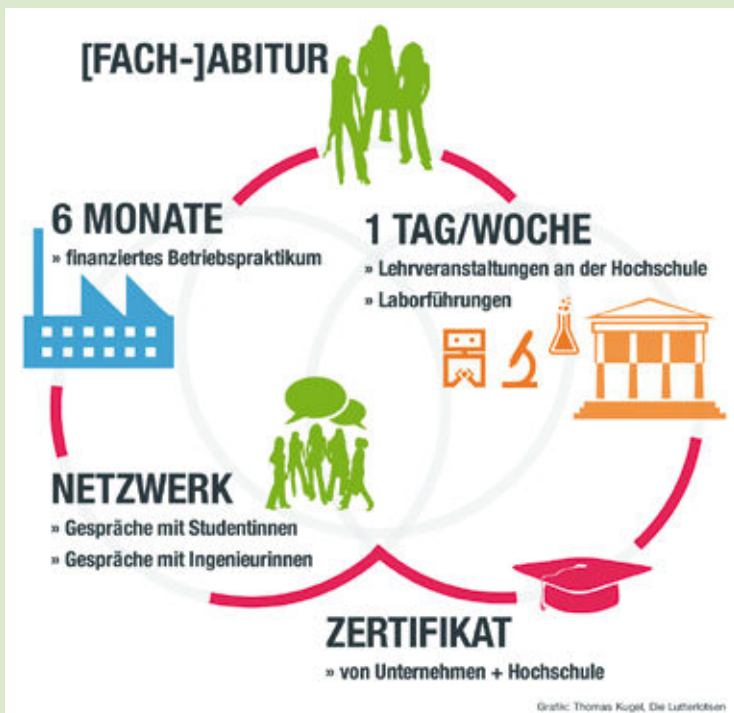 [FACH-]ABITUR
6 MONATE
» finanziertes Betriebspraktikum
1 TAG/WOCHE
» Lehrveranstaltungen an der Hochschule
» Laborführungen
NETZWERK
» Gespräche mit Studentinnen
» Gespräche mit Ingenieurinnen
ZERTIFIKAT
» von Unternehmen + Hochschule
Grafik: Thomas Kugel, Die Lutterlotsen